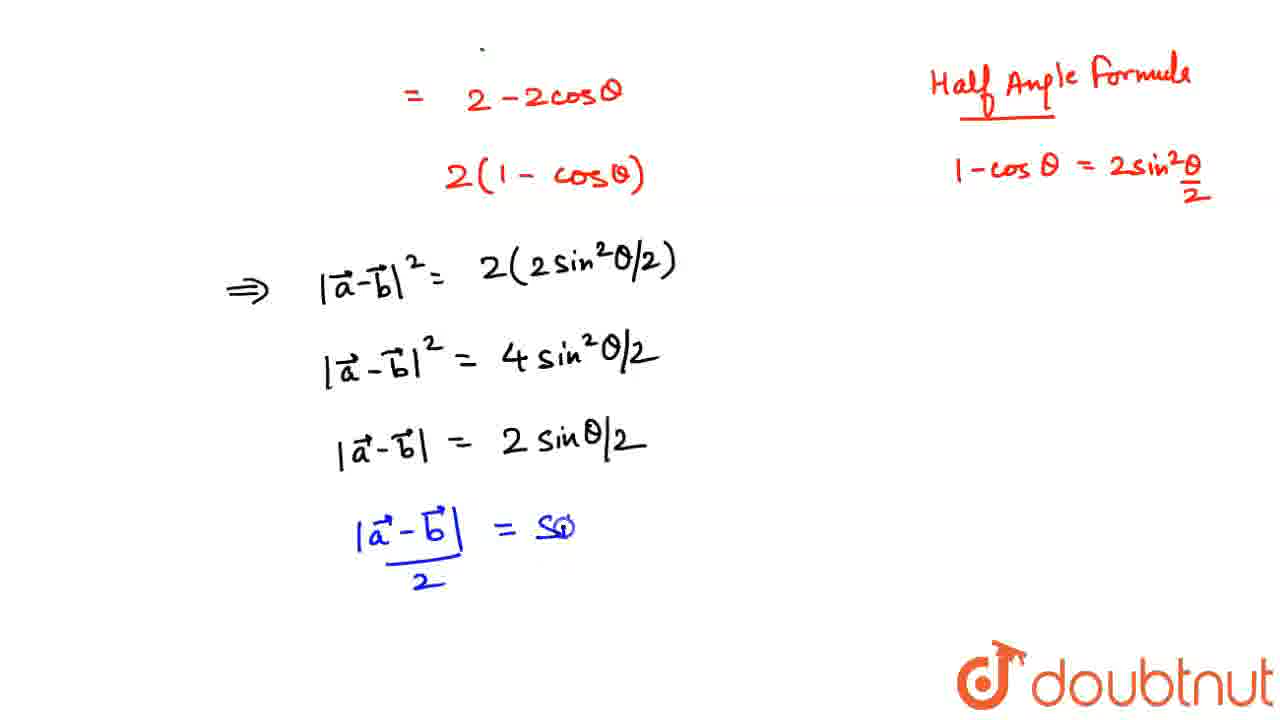 = 2 - 2cosθ
Half Angle Formula
2(1 - cosθ)
1 - cos θ = 2sin²θ/2
⇒ |a⃗-b⃗|² = 2(2sin²θ/2)
|a⃗-b⃗|² = 4 sin²θ/2
|a⃗-b⃗| = 2 sinθ/2
|a⃗-b⃗|/2 = si
doubtnut